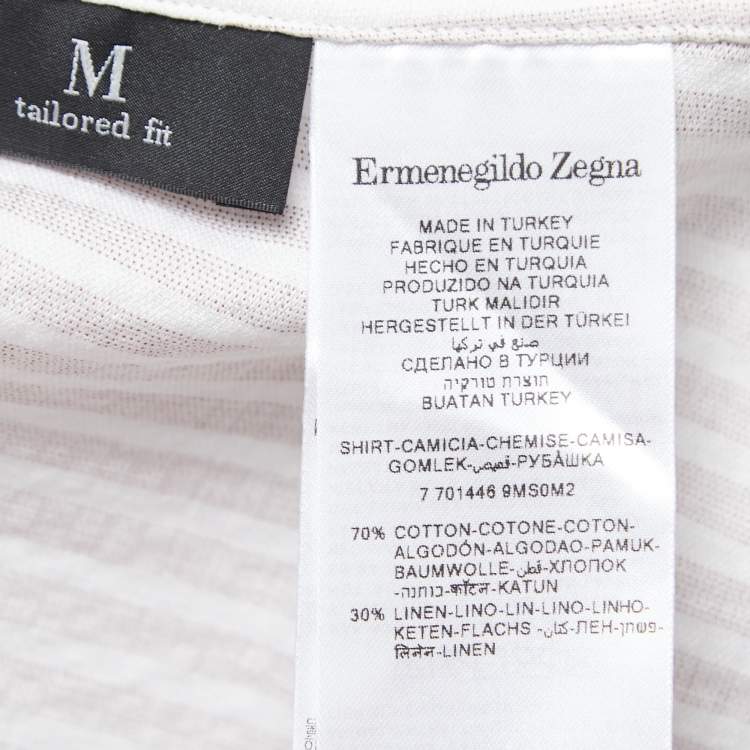 M
tailored fit
Ermenegildo Zegna
MADE IN TURKEY
FABRIQUE EN TURQUIE
HECHO EN TURQUIA
PRODUZIDO NA TURQUIA
TURK MALIDIR
HERGESTELLT IN DER TÜRKEI
صنع في تركيا
СДЕЛАНО В ТУРЦИИ
תוצרת טורקיה
BUATAN TURKEY
SHIRT-CAMICIA-CHEMISE-CAMISA-
GOMLEK-قميص-РУБАШКА
7 701446 9MS0M2
70% COTTON-COTONE-COTON-
ALGODÓN-ALGODAO-PAMUK-
BAUMWOLLE-قطن-ХЛОПОК
-כותנה-कॉटन-KATUN
30% LINEN-LINO-LIN-LINO-LINHO-
KETEN-FLACHS-كتان-ЛЕН-פשתן-
लिनेन-LINEN